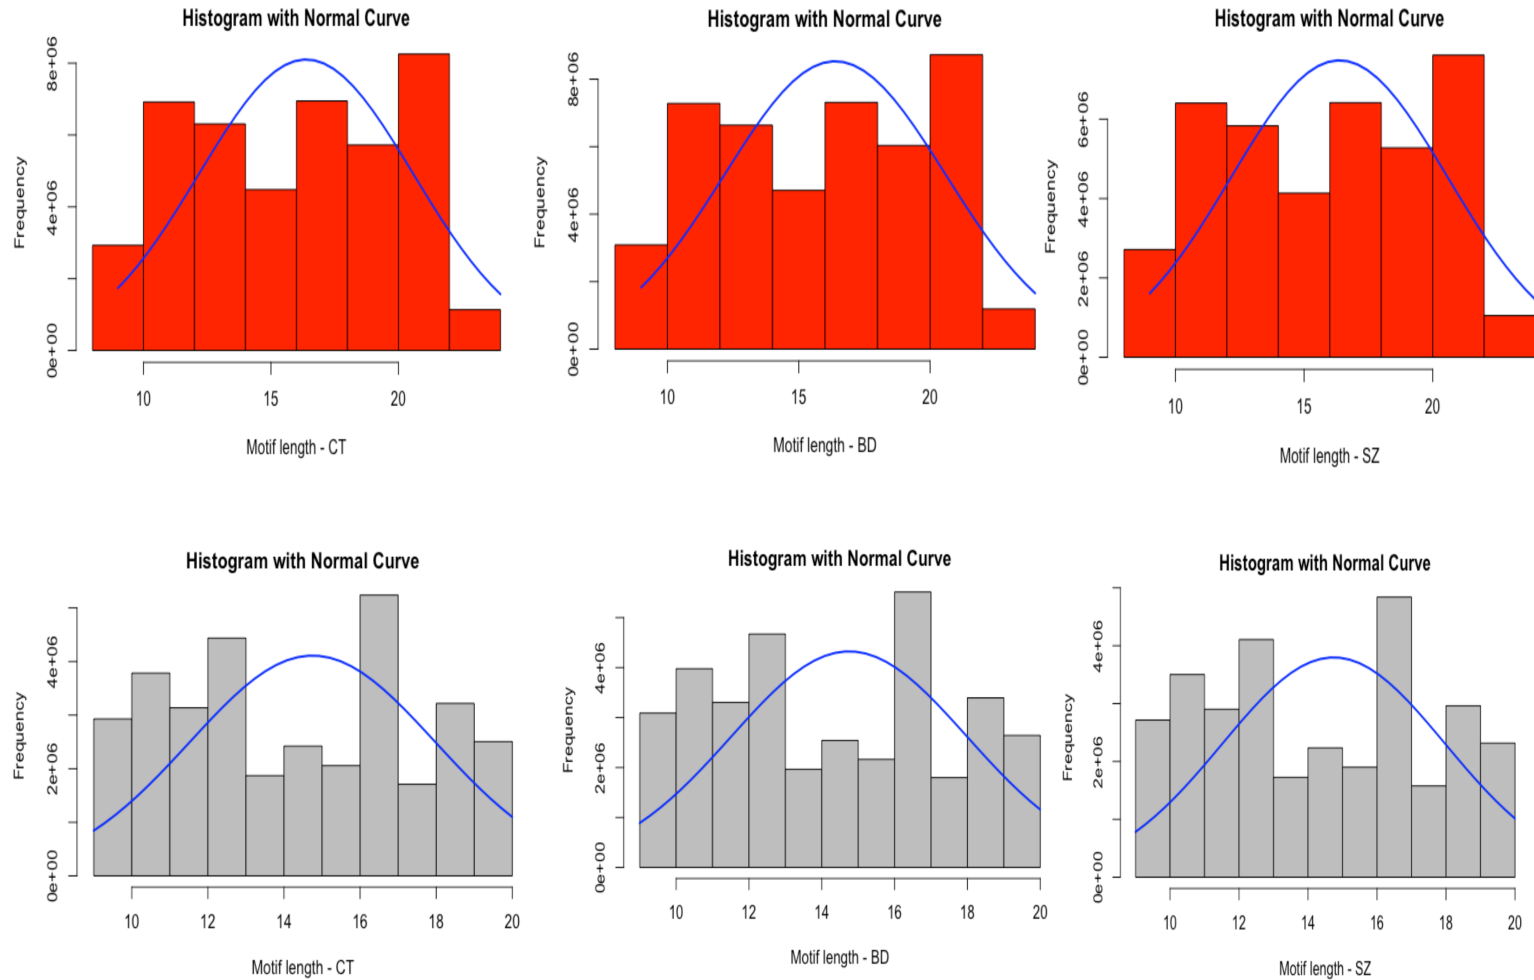 Histogram with Normal Curve
Frequency
0e+00 4e+06 8e+06
10 15 20
Motif length - CT
Histogram with Normal Curve
Frequency
0e+00 4e+06 8e+06
10 15 20
Motif length - BD
Histogram with Normal Curve
Frequency
0e+00 2e+06 4e+06 6e+06
10 15 20
Motif length - SZ
Histogram with Normal Curve
Frequency
0e+00 2e+06 4e+06
10 12 14 16 18 20
Motif length - CT
Histogram with Normal Curve
Frequency
0e+00 2e+06 4e+06
10 12 14 16 18 20
Motif length - BD
Histogram with Normal Curve
Frequency
0e+00 2e+06 4e+06
10 12 14 16 18 20
Motif length - SZ